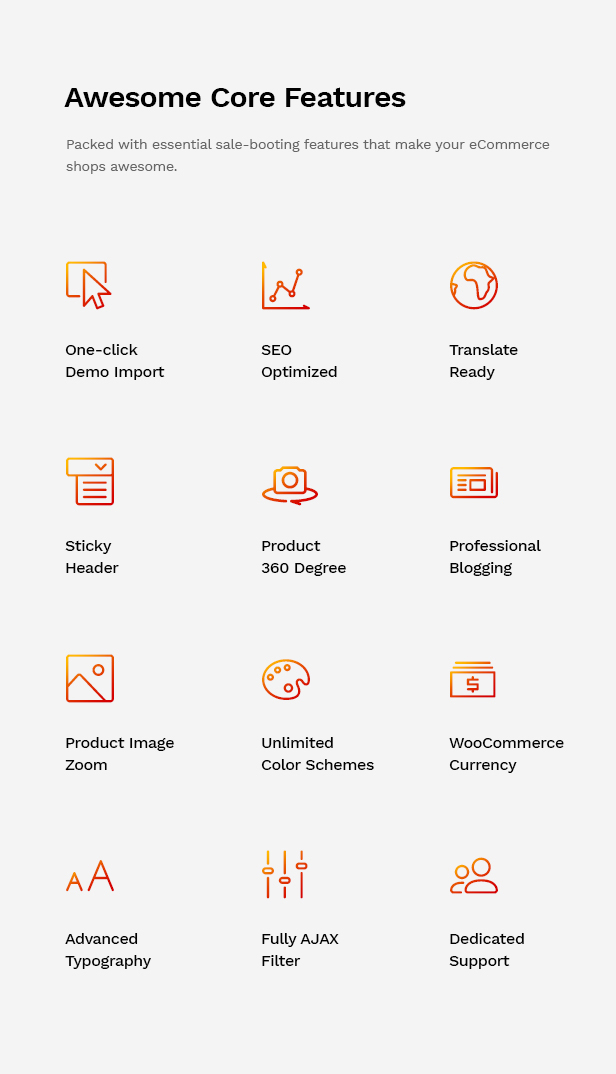 Awesome Core Features
Packed with essential sale-booting features that make your eCommerce
shops awesome.
One-click
Demo Import
SEO
Optimized
Translate
Ready
Sticky
Header
Product
360 Degree
Professional
Blogging
Product Image
Zoom
Unlimited
Color Schemes
WooCommerce
Currency
Advanced
Typography
Fully AJAX
Filter
Dedicated
Support